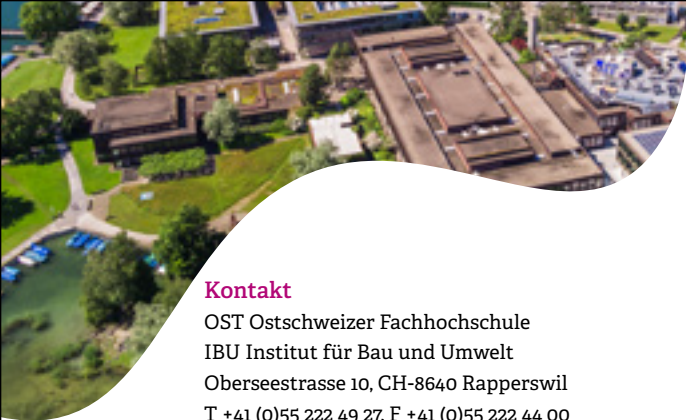 Kontakt
OST Ostschweizer Fachhochschule
IBU Institut für Bau und Umwelt
Oberseestrasse 10, CH-8640 Rapperswil
T +41 (0)55 222 49 27, F +41 (0)55 222 44 00